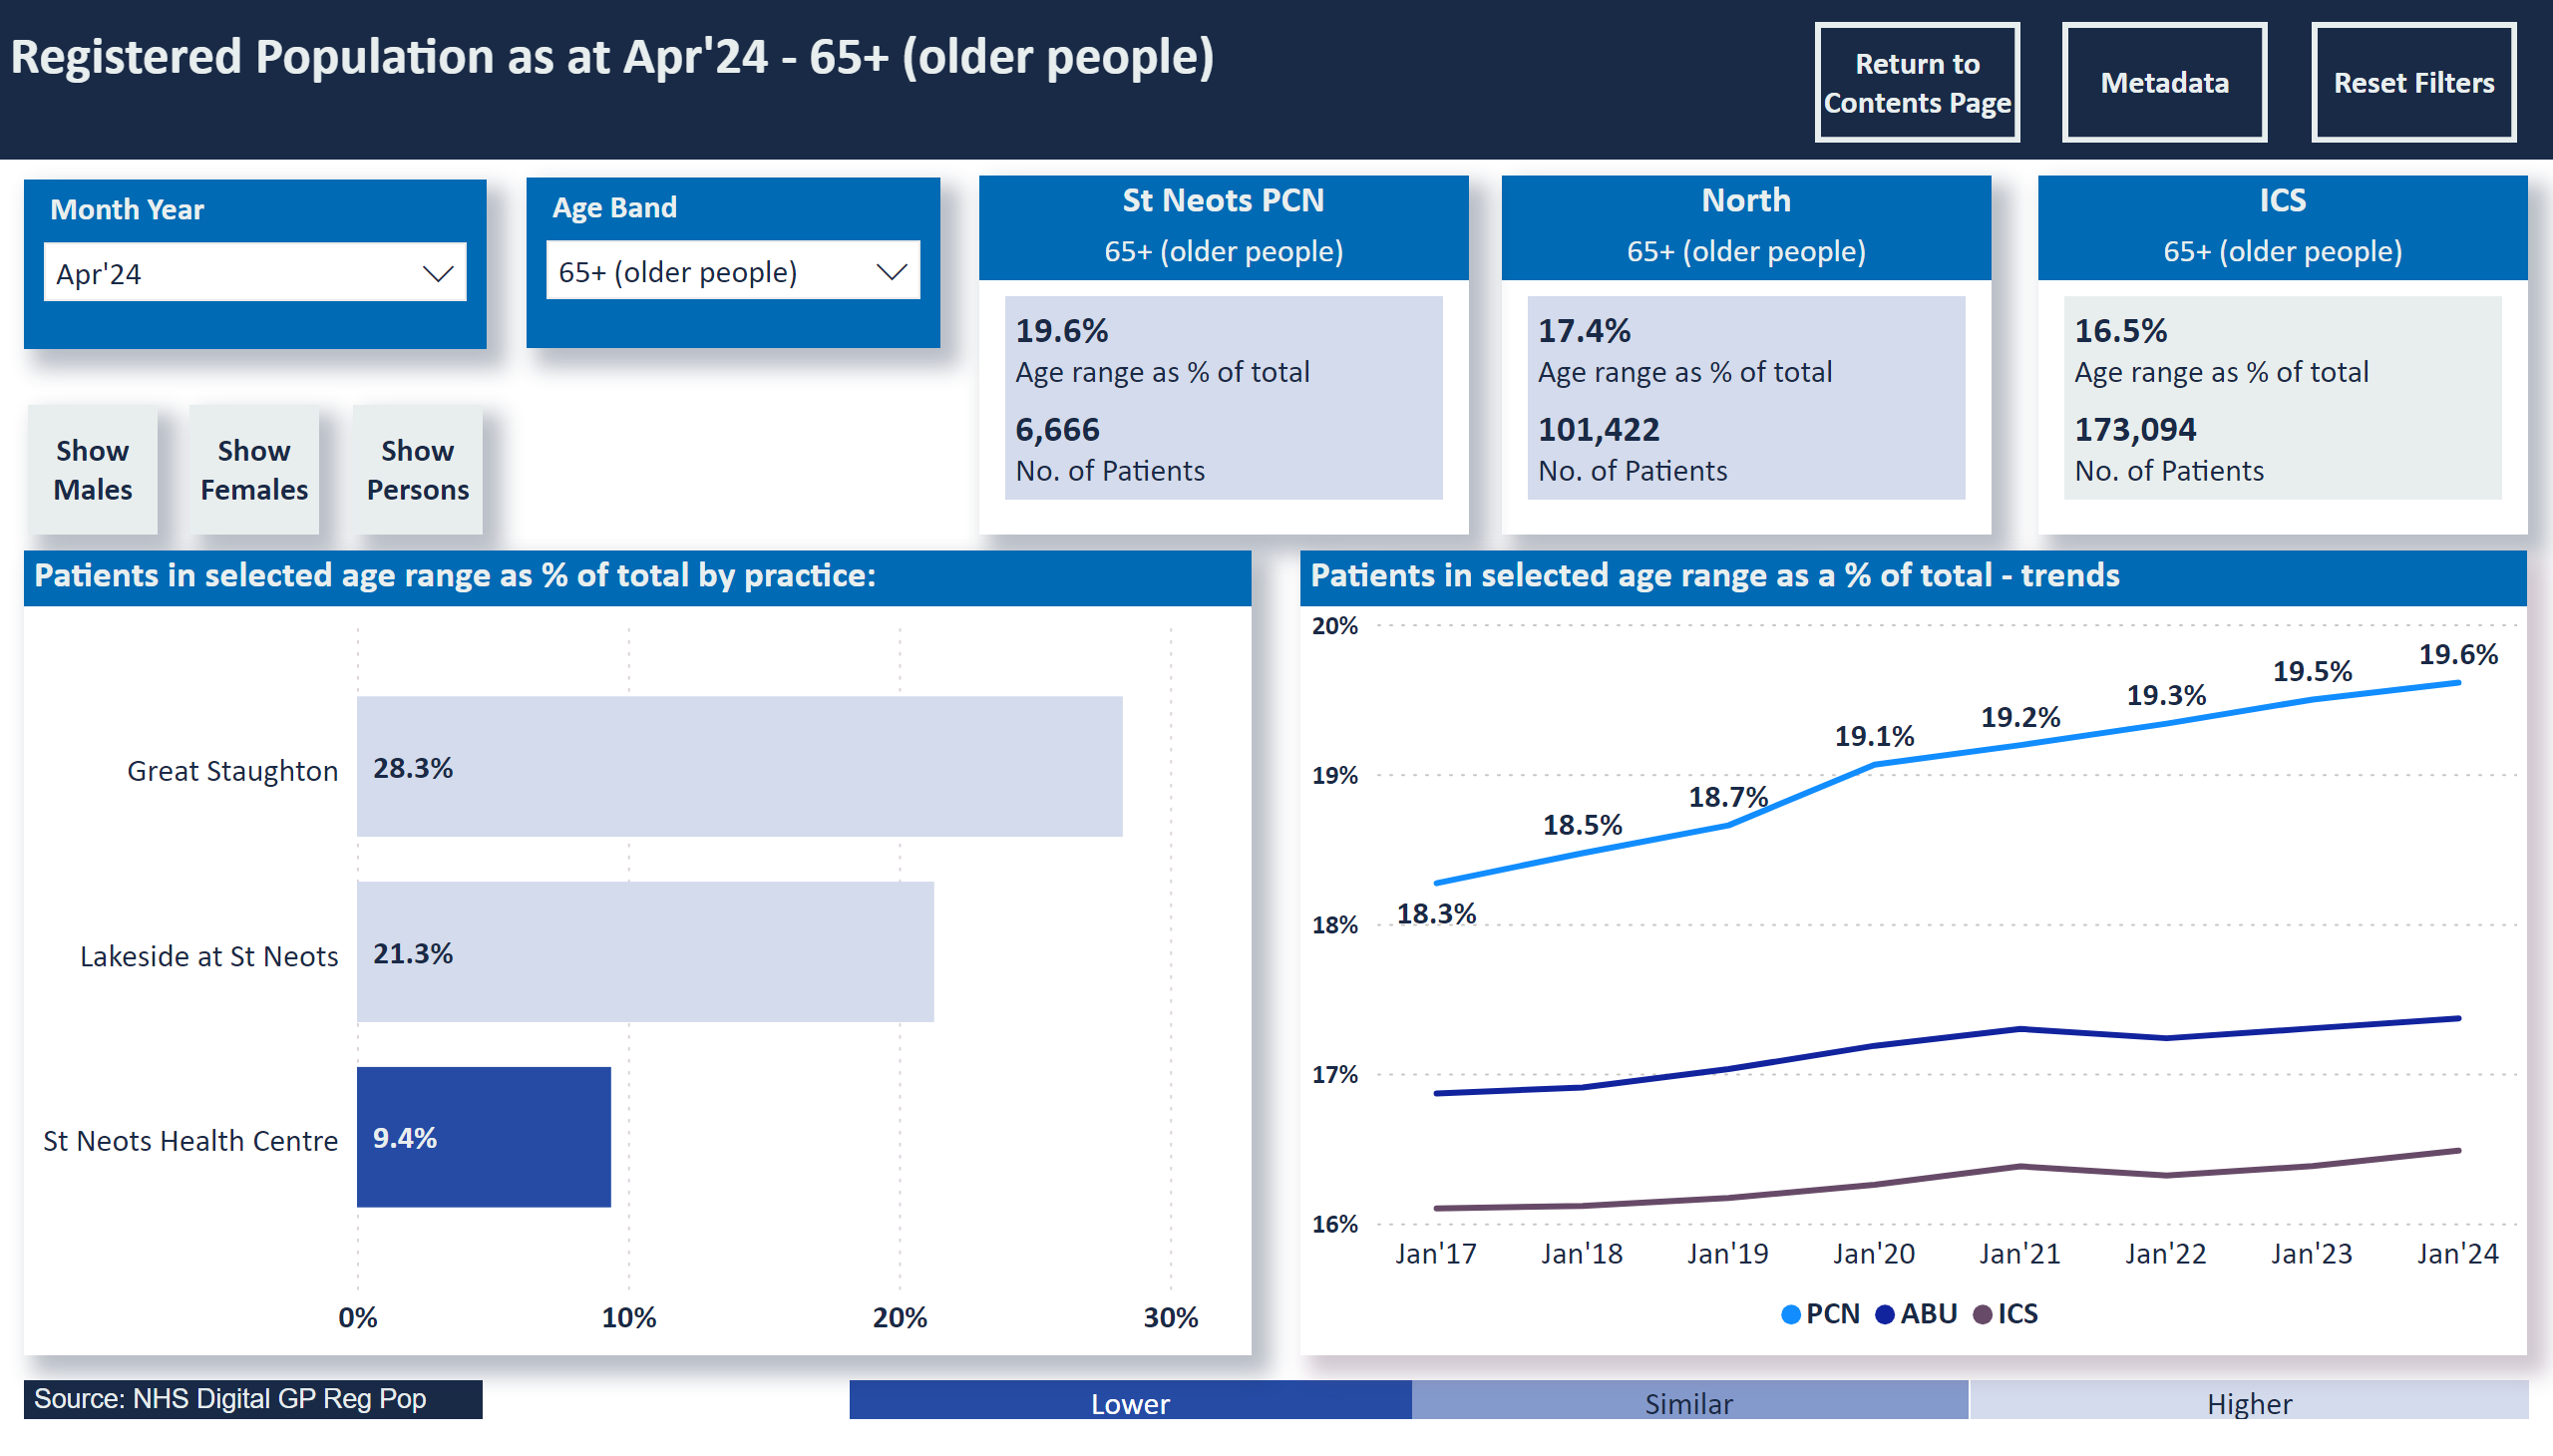 Registered Population as at Apr'24 - 65+ (older people)
Return to
Contents Page
Metadata
Reset Filters
Month Year
Apr'24
Age Band
65+ (older people)
St Neots PCN
65+ (older people)
19.6%
Age range as % of total
6,666
No. of Patients
North
65+ (older people)
17.4%
Age range as % of total
101,422
No. of Patients
ICS
65+ (older people)
16.5%
Age range as % of total
173,094
No. of Patients
Show
Males
Show
Females
Show
Persons
Patients in selected age range as % of total by practice:
Great Staughton
28.3%
Lakeside at St Neots
21.3%
St Neots Health Centre
9.4%
0%
10%
20%
30%
Patients in selected age range as a % of total - trends
20%
19%
18%
17%
16%
18.3%
18.5%
18.7%
19.1%
19.2%
19.3%
19.5%
19.6%
Jan'17
Jan'18
Jan'19
Jan'20
Jan'21
Jan'22
Jan'23
Jan'24
PCN
ABU
ICS
Source: NHS Digital GP Reg Pop
Lower
Similar
Higher